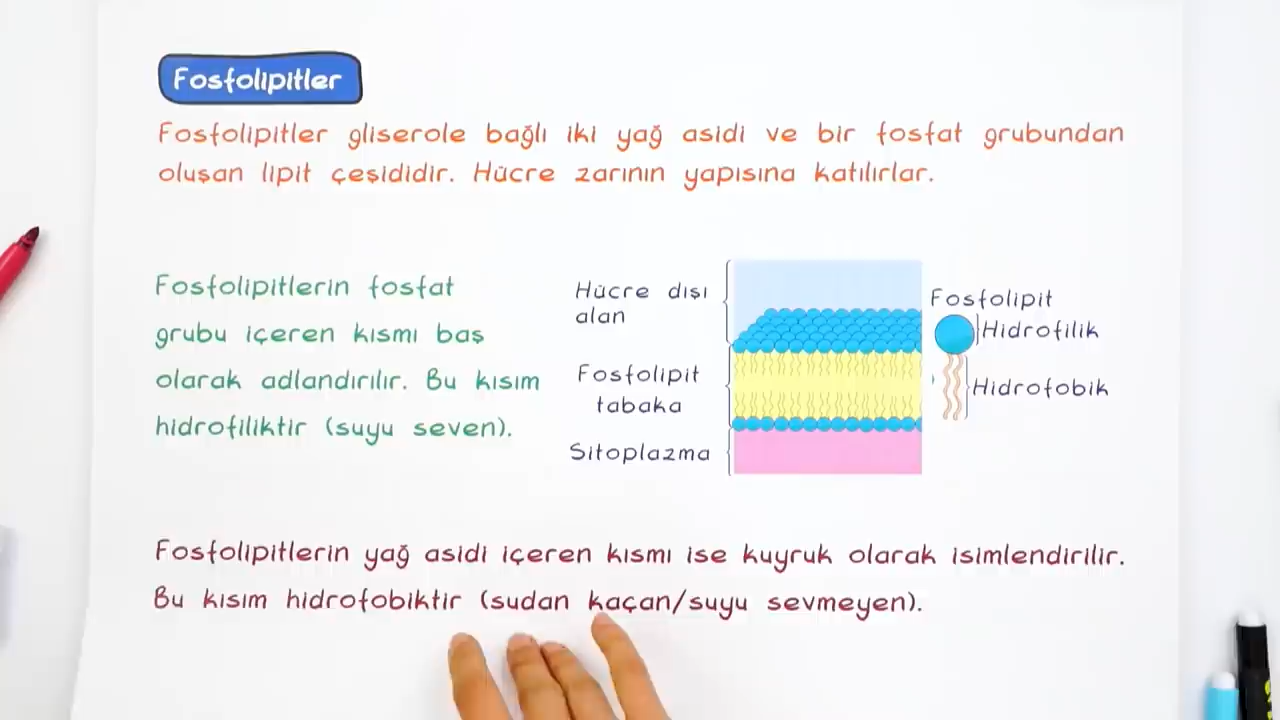 Fosfolipitler
Fosfolipitler gliserole bağlı iki yağ asidi ve bir fosfat grubundan
oluşan lipit çeşididir. Hücre zarının yapısına katılırlar.
Fosfolipitlerin fosfat
grubu içeren kısmı baş
olarak adlandırılır. Bu kısım
hidrofiliktir (suyu seven).
Hücre dışı
alan
Fosfolipit
tabaka
Sitoplazma
Fosfolipit
Hidrofilik
Hidrofobik
Fosfolipitlerin yağ asidi içeren kısmı ise kuyruk olarak isimlendirilir.
Bu kısım hidrofobiktir (sudan kaçan/suyu sevmeyen).